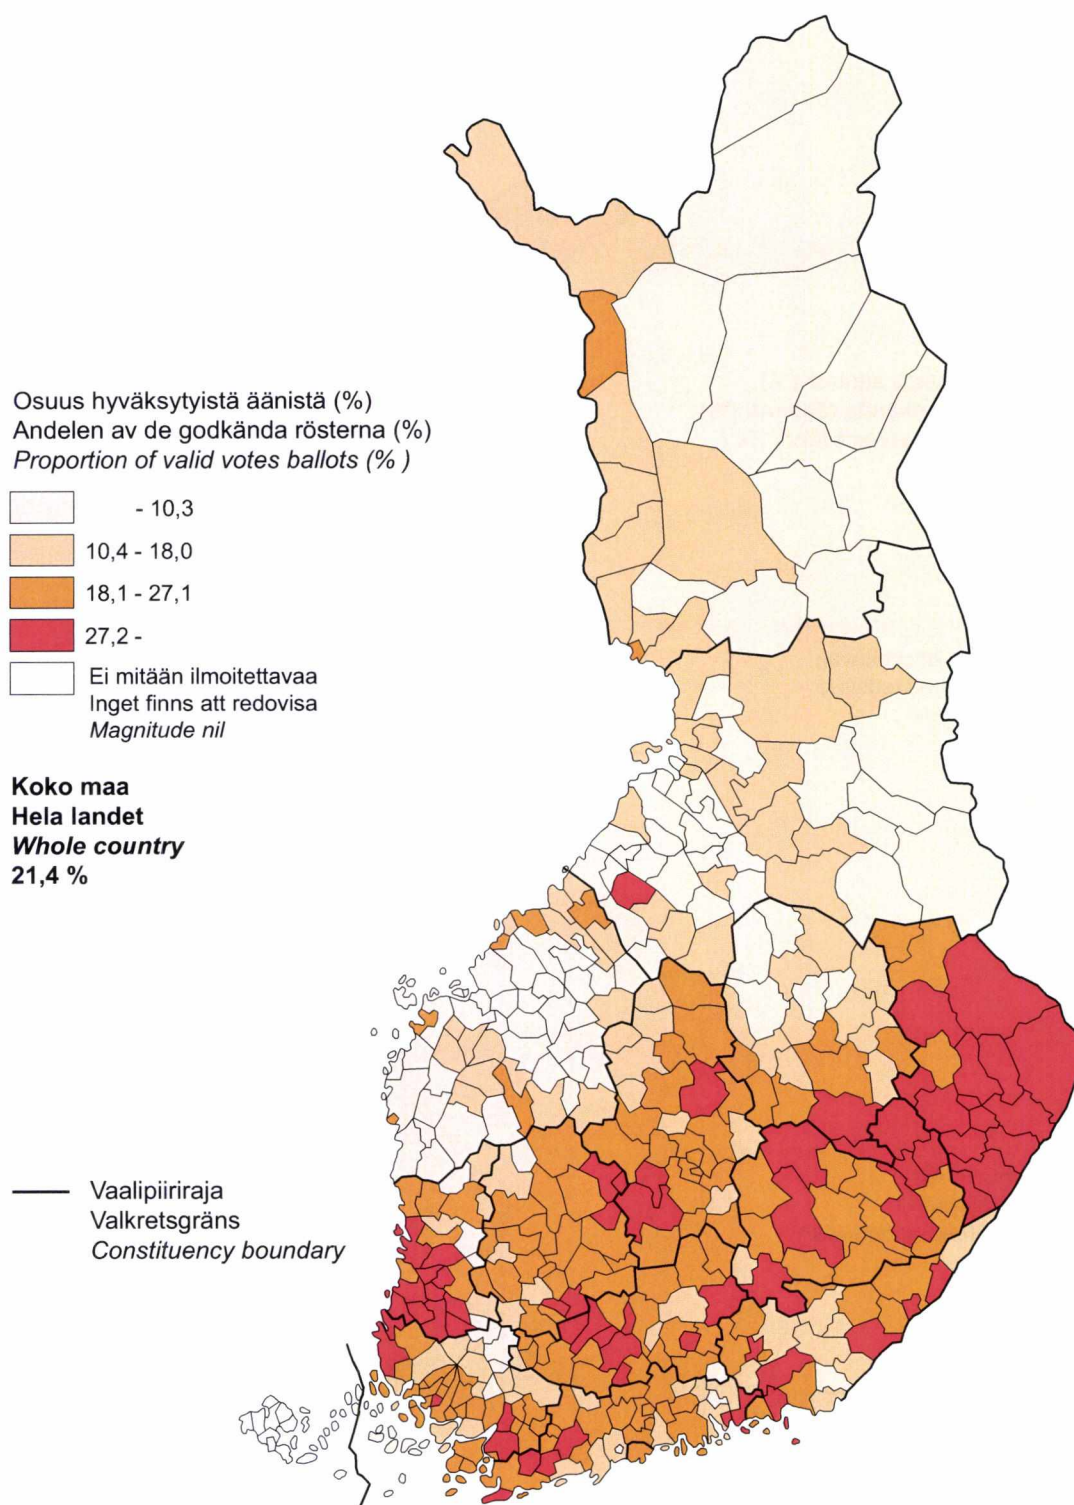 Osuus hyväksytyistä äänistä (%)
Andelen av de godkända rösterna (%)
Proportion of valid votes ballots (% )
- 10,3
10,4 - 18,0
18,1 - 27,1
27,2 -
Ei mitään ilmoitettavaa
Inget finns att redovisa
Magnitude nil
Koko maa
Hela landet
Whole country
21,4 %
Vaalipiiriraja
Valkretsgräns
Constituency boundary